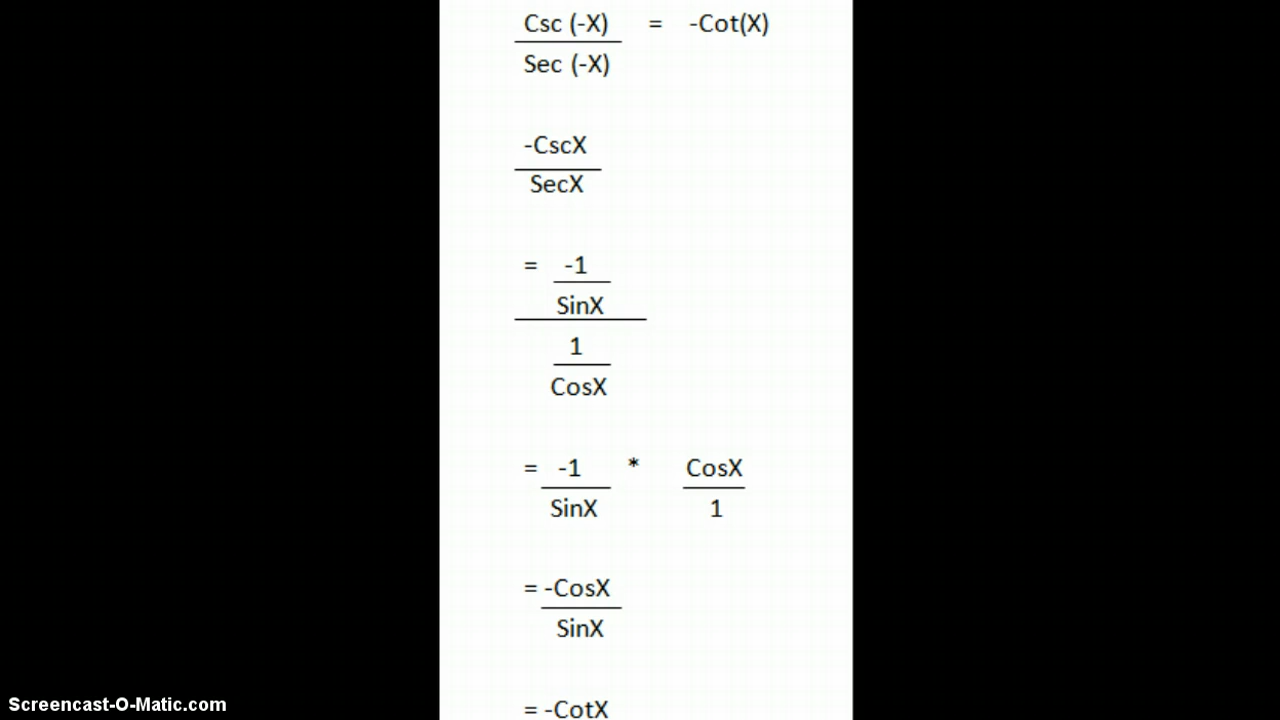 Csc (-X) = -Cot(X)
Sec (-X)
-CscX
SecX
= -1
SinX
1
CosX
= -1 * CosX
SinX 1
= -CosX
SinX
= -CotX
Screencast-O-Matic.com